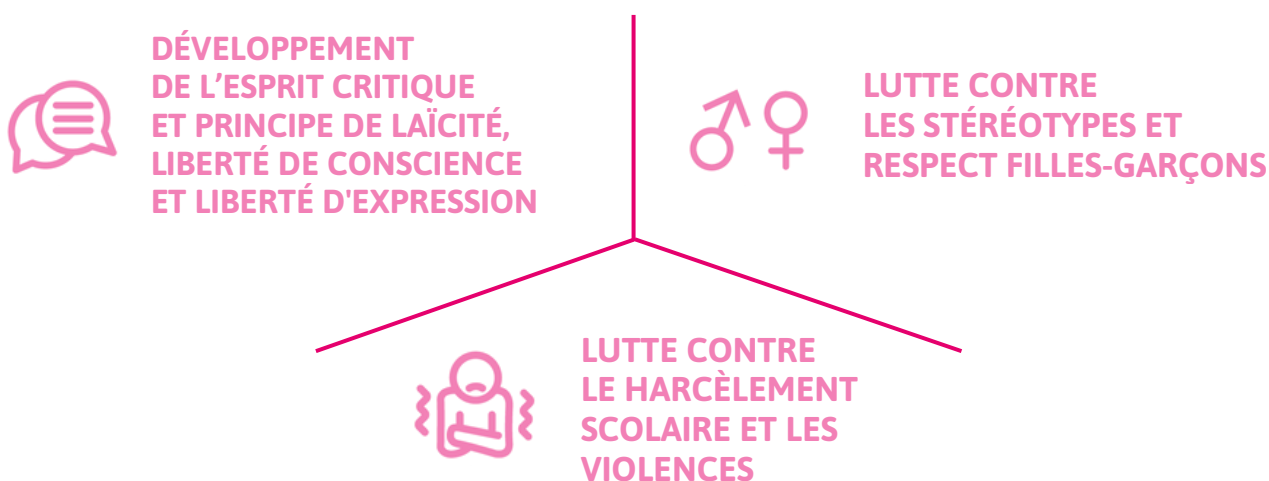 DÉVELOPPEMENT
DE L’ESPRIT CRITIQUE
ET PRINCIPE DE LAÏCITÉ,
LIBERTÉ DE CONSCIENCE
ET LIBERTÉ D'EXPRESSION
LUTTE CONTRE
LES STÉRÉOTYPES ET
RESPECT FILLES-GARÇONS
LUTTE CONTRE
LE HARCÈLEMENT
SCOLAIRE ET LES
VIOLENCES